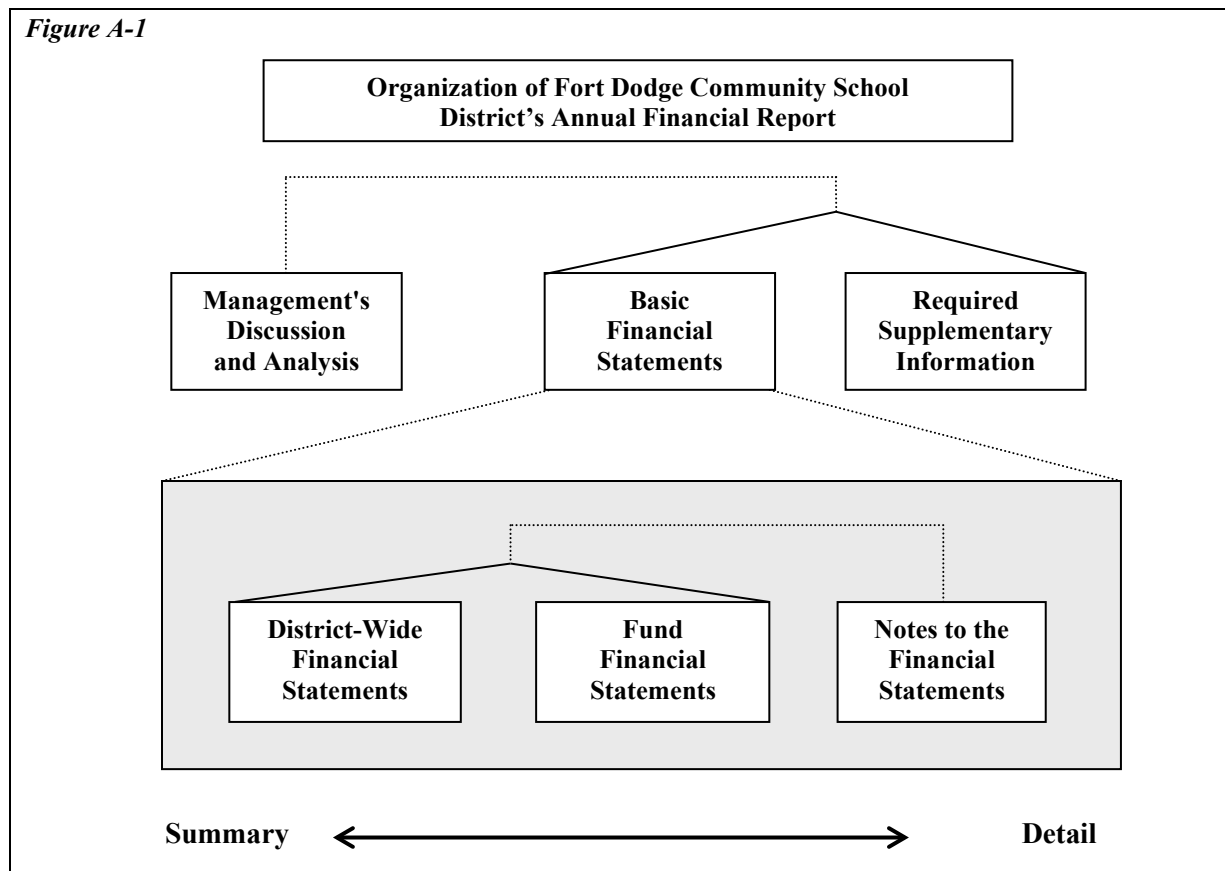 Figure A-1
Organization of Fort Dodge Community School
District’s Annual Financial Report
Management's
Discussion
and Analysis
Basic
Financial
Statements
Required
Supplementary
Information
District-Wide
Financial
Statements
Fund
Financial
Statements
Notes to the
Financial
Statements
Summary
Detail